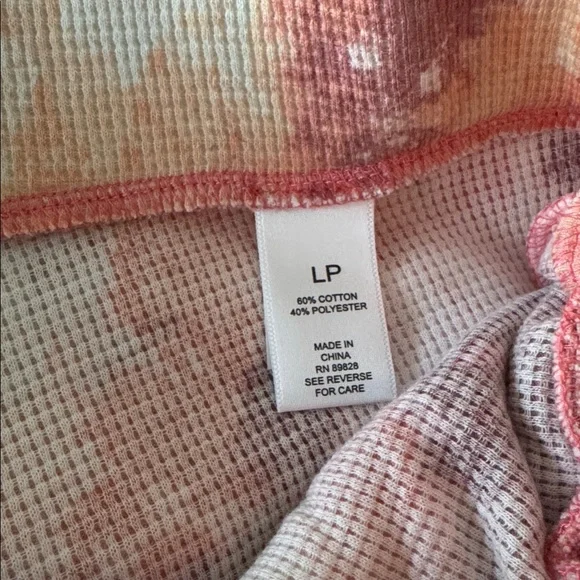 LP
60% COTTON
40% POLYESTER
MADE IN
CHINA
RN 89828
SEE REVERSE
FOR CARE